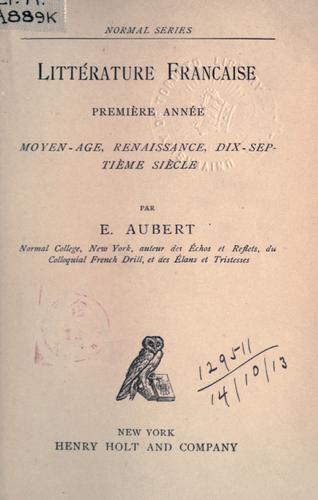 A889K
NORMAL SERIES
LITTÉRATURE FRANCAISE
PREMIÈRE ANNÉE
MOYEN-AGE, RENAISSANCE, DIX-SEP-
TIÈME SIÈCLE
PAR
E. AUBERT
Normal College, New York, auteur des Échos et Reflets, du
Colloquial French Drill, et des Élans et Tristesses
129511
14/10/13
NEW YORK
HENRY HOLT AND COMPANY